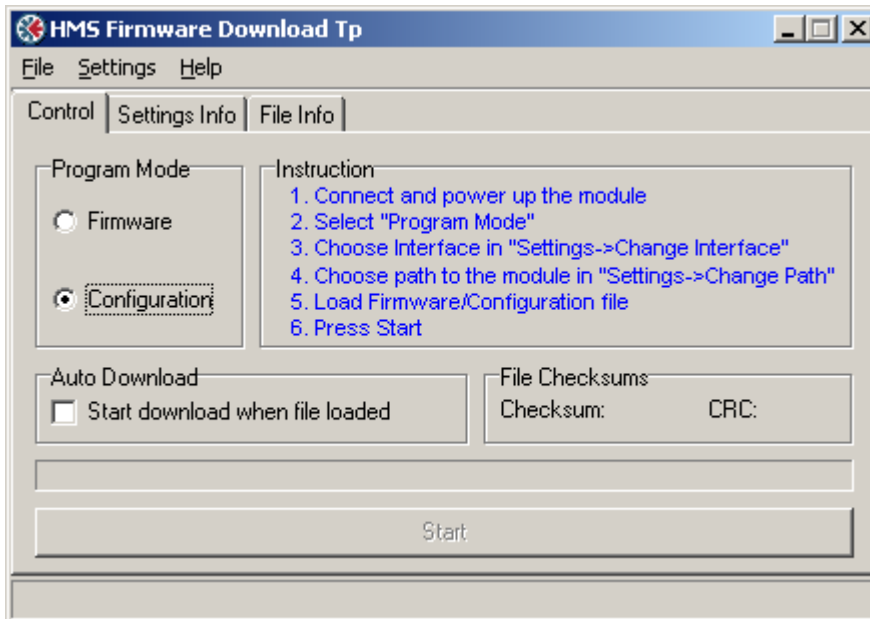 HMS Firmware Download Tp
File Settings Help
Control Settings Info File Info
Program Mode
Firmware
Configuration
Instruction
1. Connect and power up the module
2. Select "Program Mode"
3. Choose Interface in "Settings->Change Interface"
4. Choose path to the module in "Settings->Change Path"
5. Load Firmware/Configuration file
6. Press Start
Auto Download
Start download when file loaded
File Checksums
Checksum: CRC:
Start